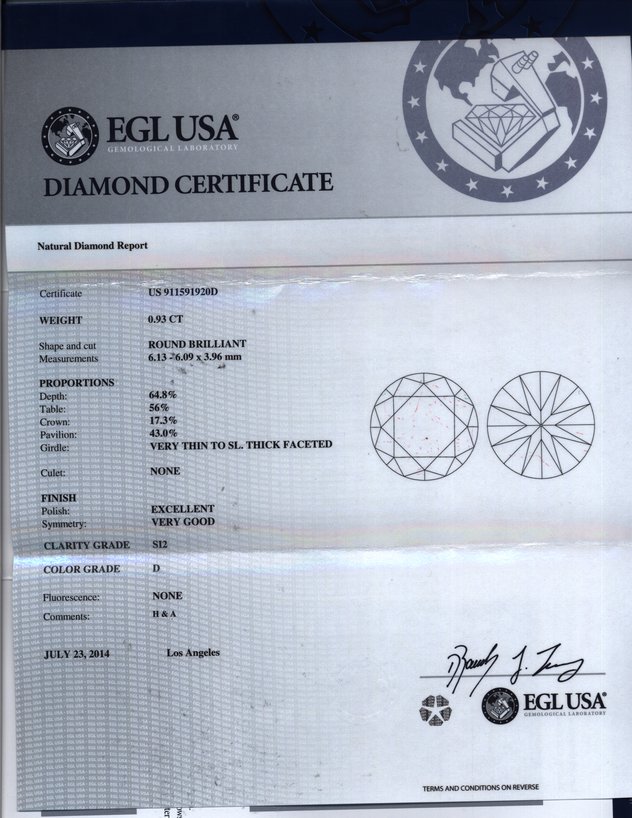 EGL USA®
GEMOLOGICAL LABORATORY
DIAMOND CERTIFICATE
Natural Diamond Report
Certificate US 911591920D
WEIGHT 0.93 CT
Shape and cut ROUND BRILLIANT
Measurements 6.13 - 6.09 x 3.96 mm
PROPORTIONS
Depth: 64.8%
Table: 56%
Crown: 17.3%
Pavilion: 43.0%
Girdle: VERY THIN TO SL. THICK FACETED
Culet: NONE
FINISH
Polish: EXCELLENT
Symmetry: VERY GOOD
CLARITY GRADE SI2
COLOR GRADE D
Fluorescence: NONE
Comments: H & A
JULY 23, 2014 Los Angeles
EGL USA®
GEMOLOGICAL LABORATORY
TERMS AND CONDITIONS ON REVERSE